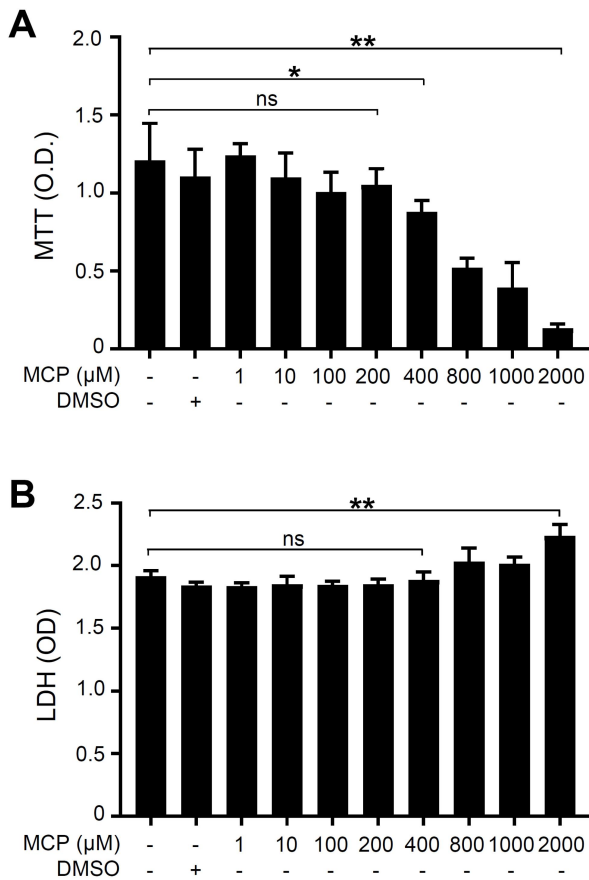 A
**
*
ns
2.0
1.5
1.0
0.5
0
MTT (O.D.)
MCP (µM) - - 1 10 100 200 400 800 1000 2000
DMSO - + - - - - - - - -
B
**
ns
2.5
2.0
1.5
1.0
0.5
0
LDH (OD)
MCP (µM) - - 1 10 100 200 400 800 1000 2000
DMSO - + - - - - - - - -